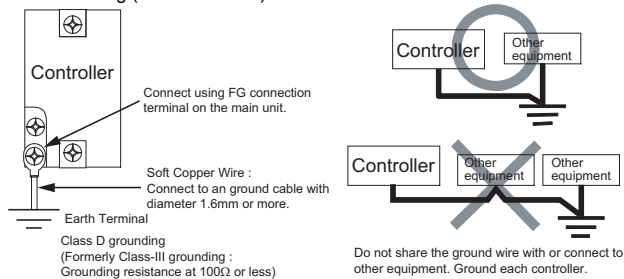 Controller
Connect using FG connection
terminal on the main unit.
Soft Copper Wire :
Connect to an ground cable with
diameter 1.6mm or more.
Earth Terminal
Class D grounding
(Formerly Class-III grounding :
Grounding resistance at 100Ω or less)
Controller
Other
equipment
Controller
Other
equipment
Other
equipment
Do not share the ground wire with or connect to
other equipment. Ground each controller.